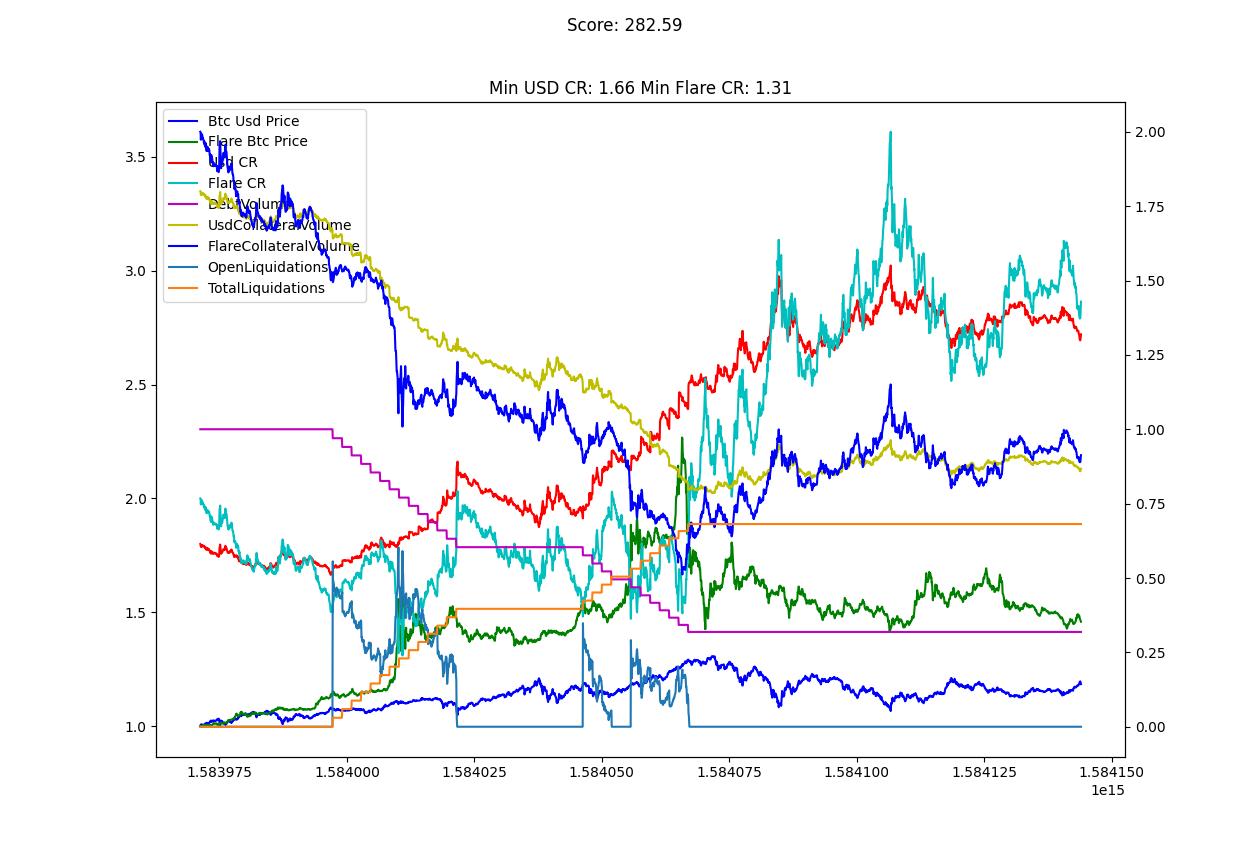 Score: 282.59
Min USD CR: 1.66 Min Flare CR: 1.31
Btc Usd Price
Flare Btc Price
Usd CR
Flare CR
DebtVolume
UsdCollateralVolume
FlareCollateralVolume
OpenLiquidations
TotalLiquidations
3.5
3.0
2.5
2.0
1.5
1.0
2.00
1.75
1.50
1.25
1.00
0.75
0.50
0.25
0.00
1.583975 1.584000 1.584025 1.584050 1.584075 1.584100 1.584125 1.584150
1e15